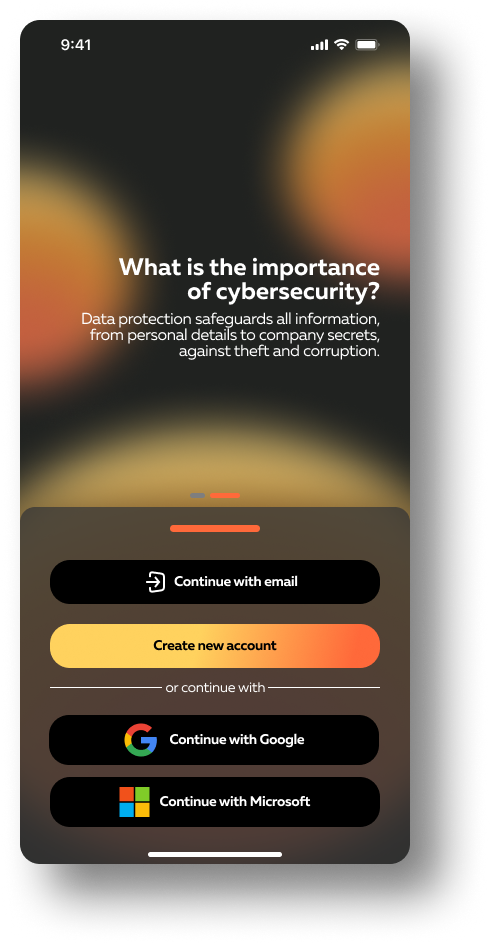 9:41
What is the importance
of cybersecurity?
Data protection safeguards all information,
from personal details to company secrets,
against theft and corruption.
Continue with email
Create new account
or continue with
Continue with Google
Continue with Microsoft